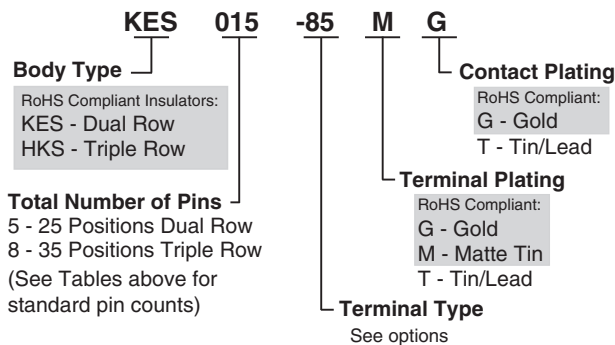 KES 015 -85 M G
Body Type
RoHS Compliant Insulators:
KES - Dual Row
HKS - Triple Row
Total Number of Pins
5 - 25 Positions Dual Row
8 - 35 Positions Triple Row
(See Tables above for
standard pin counts)
Contact Plating
RoHS Compliant:
G - Gold
T - Tin/Lead
Terminal Plating
RoHS Compliant:
G - Gold
M - Matte Tin
T - Tin/Lead
Terminal Type
See options